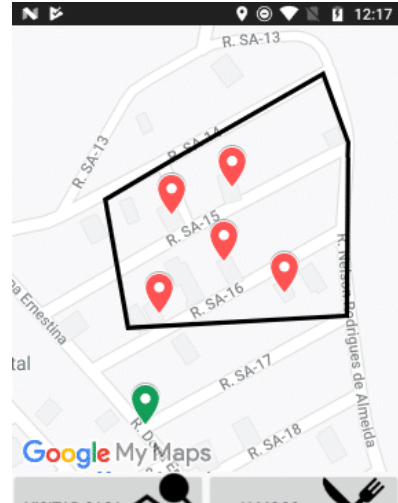 12:17
R. SA-13
R. SA-13
R. SA-14
R. SA-15
R. SA-16
R. Nelson Rodrigues de Almeida
Ernestina
tal
R. SA-17
R. SA-18
Google My Maps